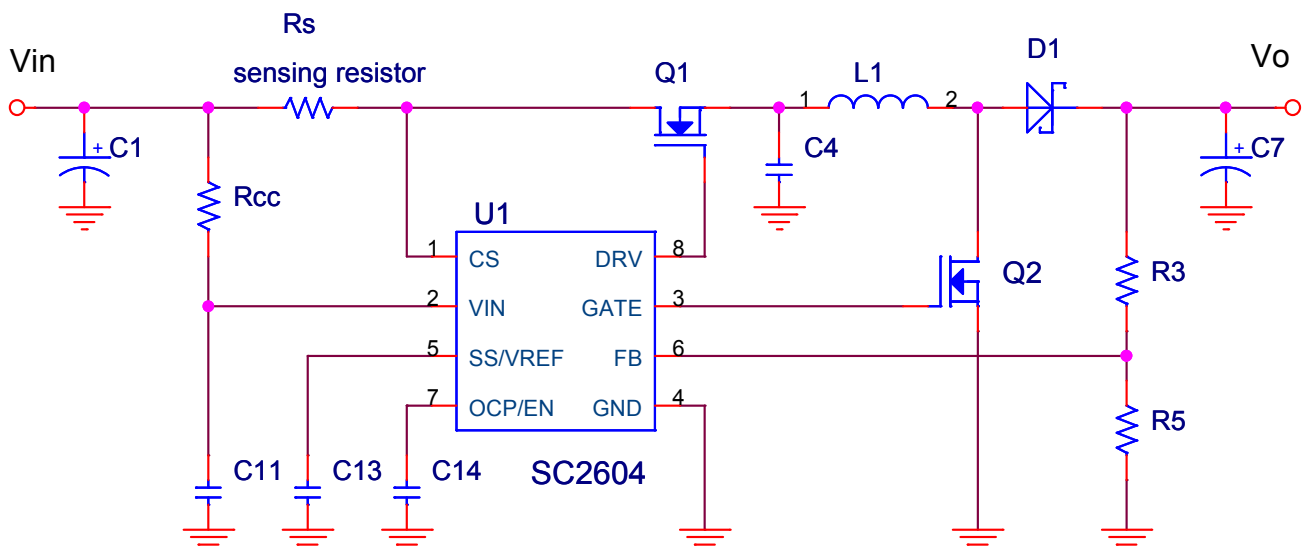 Rs
Vin
sensing resistor
Q1
L1
D1
Vo
1
2
+
C1
C4
+
C7
Rcc
U1
1
CS
DRV
8
Q2
R3
2
VIN
GATE
3
5
SS/VREF
FB
6
7
OCP/EN
GND
4
R5
C11
C13
C14
SC2604